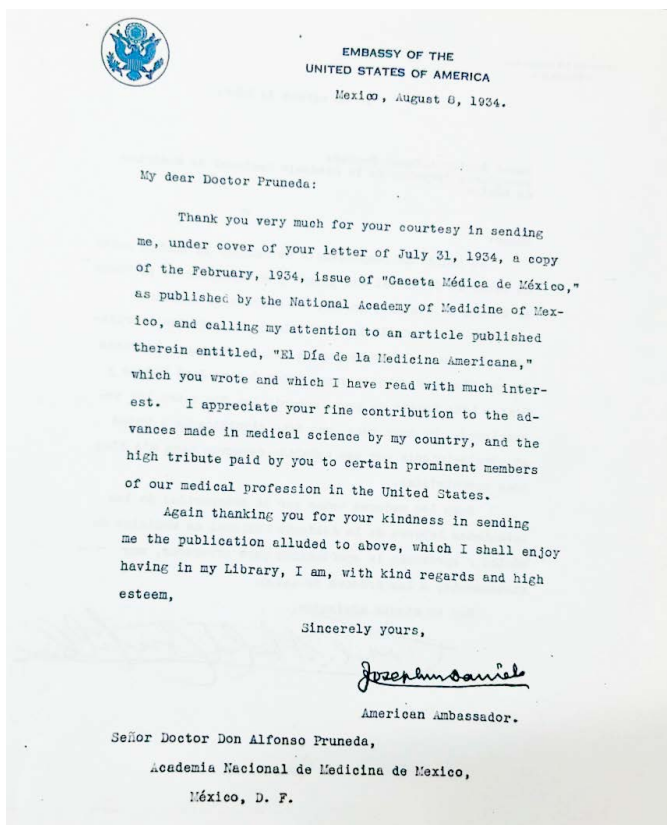 EMBASSY OF THE
UNITED STATES OF AMERICA
Mexico, August 8, 1934.
My dear Doctor Pruneda:
Thank you very much for your courtesy in sending
me, under cover of your letter of July 31, 1934, a copy
of the February, 1934, issue of "Gaceta Médica de México,"
as published by the National Academy of Medicine of Mex-
ico, and calling my attention to an article published
therein entitled, "El Día de la Medicina Americana,"
which you wrote and which I have read with much inter-
est. I appreciate your fine contribution to the ad-
vances made in medical science by my country, and the
high tribute paid by you to certain prominent members
of our medical profession in the United States.
Again thanking you for your kindness in sending
me the publication alluded to above, which I shall enjoy
having in my Library, I am, with kind regards and high
esteem,
Sincerely yours,
Josephus Daniels
American Ambassador.
Señor Doctor Don Alfonso Pruneda,
Academia Nacional de Medicina de Mexico,
México, D. F.